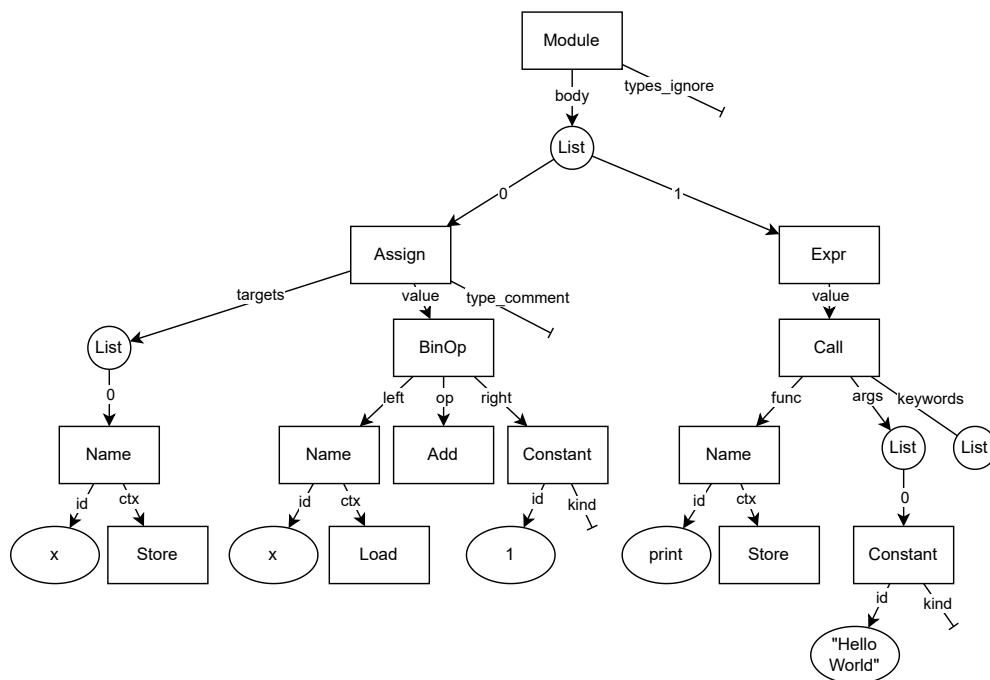 Module
types_ignore
body
List
0
1
Assign
Expr
targets
value
type_comment
value
List
BinOp
Call
0
left
op
right
func
args
keywords
Name
Name
Add
Constant
Name
List
List
id
ctx
id
ctx
id
kind
id
ctx
0
x
Store
x
Load
1
print
Store
Constant
id
kind
"Hello
World"